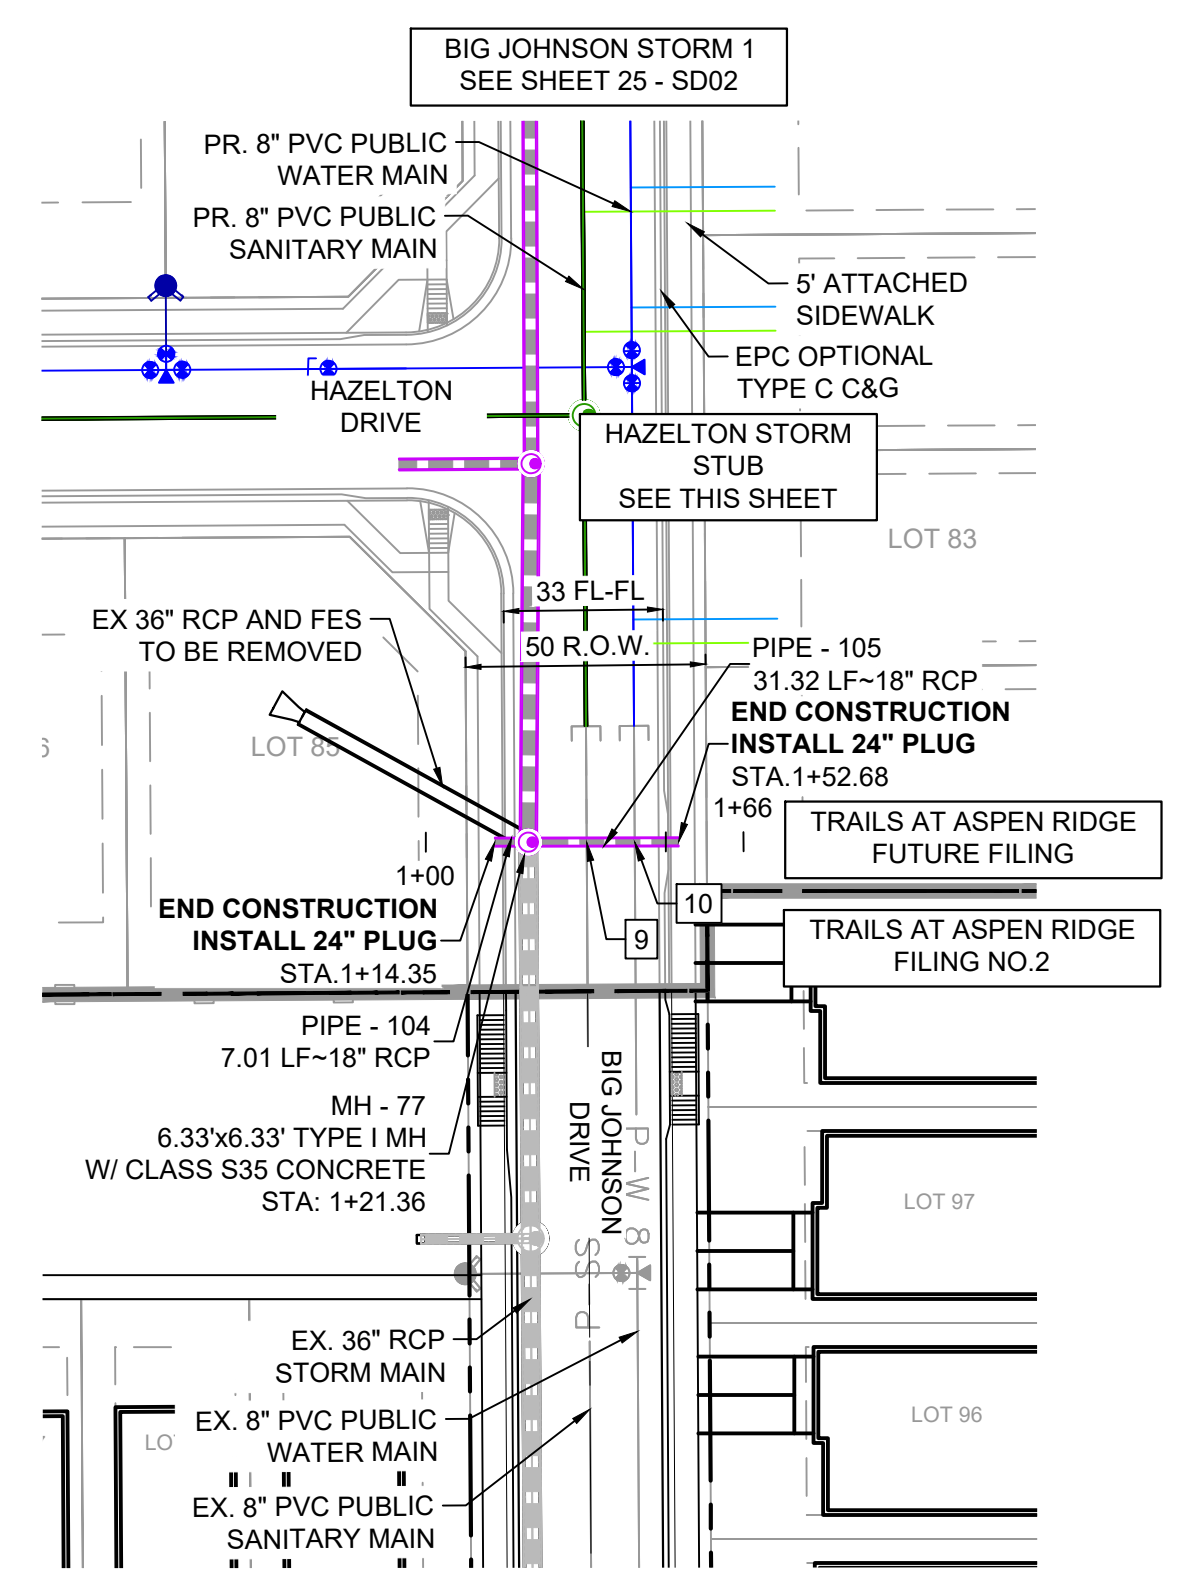 BIG JOHNSON STORM 1
SEE SHEET 25 - SD02
PR. 8" PVC PUBLIC
WATER MAIN
PR. 8" PVC PUBLIC
SANITARY MAIN
5' ATTACHED
SIDEWALK
EPC OPTIONAL
TYPE C C&G
HAZELTON
DRIVE
HAZELTON STORM
STUB
SEE THIS SHEET
LOT 83
33 FL-FL
EX 36" RCP AND FES
TO BE REMOVED
50 R.O.W.
PIPE - 105
31.32 LF~18" RCP
END CONSTRUCTION
INSTALL 24" PLUG
STA.1+52.68
LOT 85
1+66
TRAILS AT ASPEN RIDGE
FUTURE FILING
1+00
END CONSTRUCTION
INSTALL 24" PLUG
STA.1+14.35
10
9
TRAILS AT ASPEN RIDGE
FILING NO.2
PIPE - 104
7.01 LF~18" RCP
MH - 77
6.33'x6.33' TYPE I MH
W/ CLASS S35 CONCRETE
STA: 1+21.36
BIG JOHNSON
DRIVE
LOT 97
EX. 36" RCP
STORM MAIN
EX. 8" PVC PUBLIC
WATER MAIN
LOT 96
EX. 8" PVC PUBLIC
SANITARY MAIN